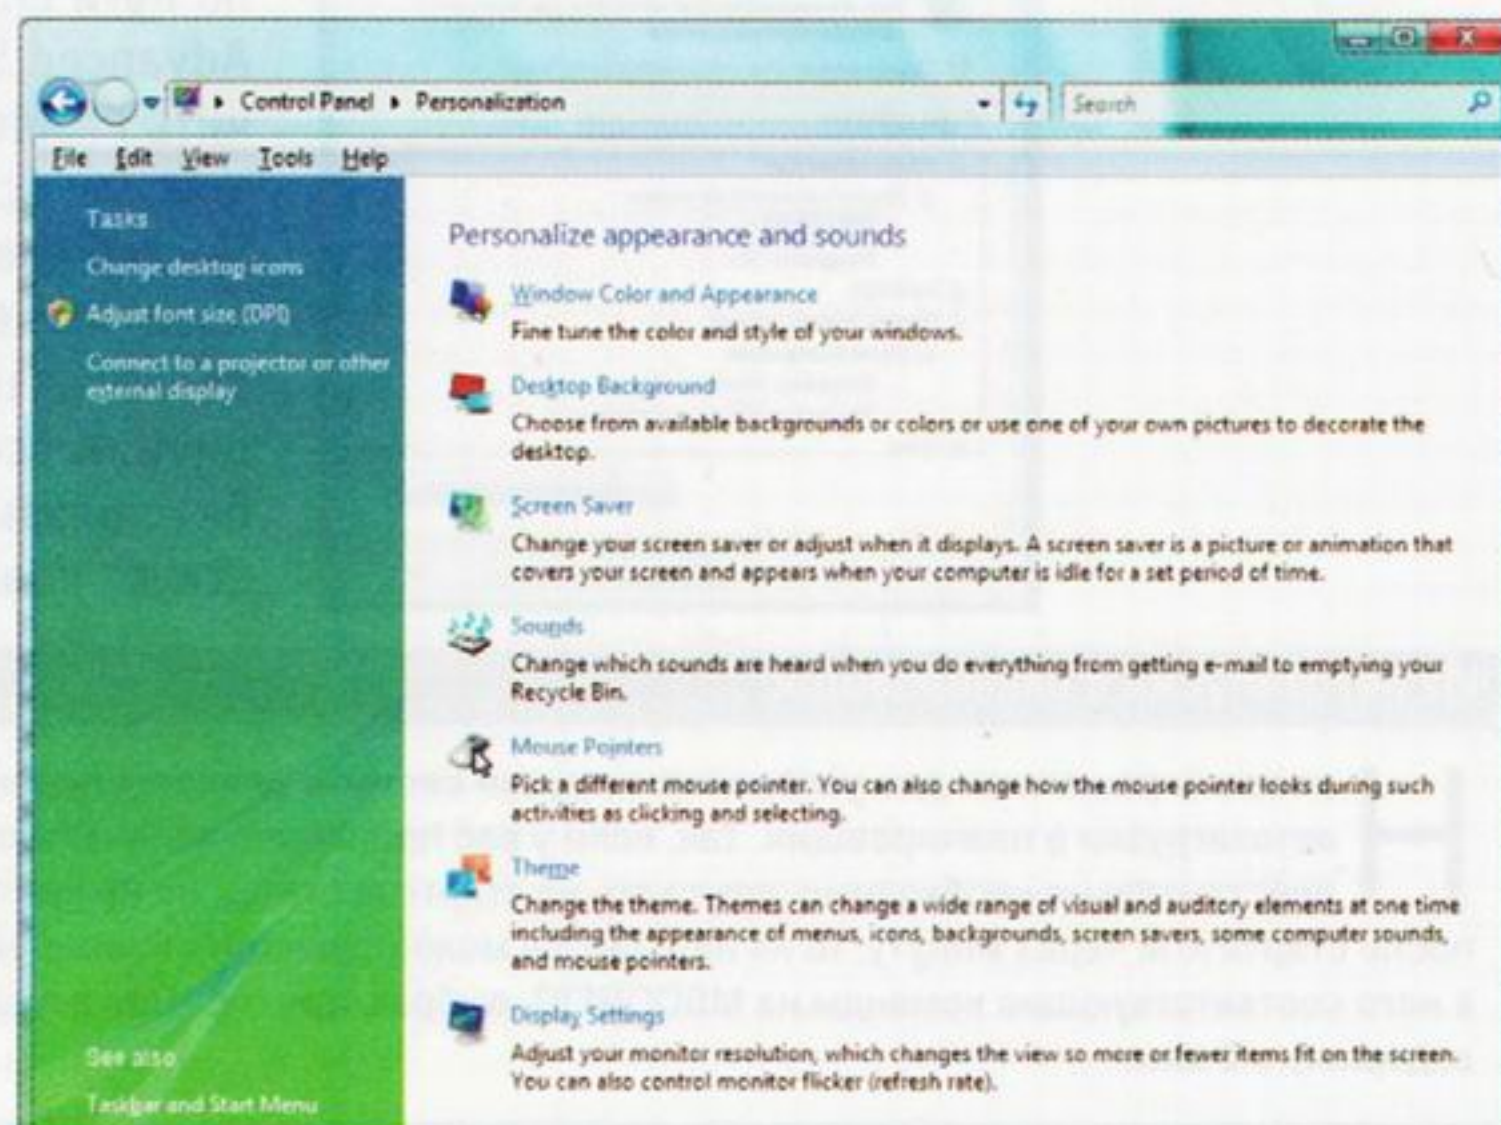 Control Panel ▸ Personalization
Search
File Edit View Tools Help
Tasks
Change desktop icons
Adjust font size (DPI)
Connect to a projector or other
external display
See also
Taskbar and Start Menu
Personalize appearance and sounds
Window Color and Appearance
Fine tune the color and style of your windows.
Desktop Background
Choose from available backgrounds or colors or use one of your own pictures to decorate the
desktop.
Screen Saver
Change your screen saver or adjust when it displays. A screen saver is a picture or animation that
covers your screen and appears when your computer is idle for a set period of time.
Sounds
Change which sounds are heard when you do everything from getting e-mail to emptying your
Recycle Bin.
Mouse Pointers
Pick a different mouse pointer. You can also change how the mouse pointer looks during such
activities as clicking and selecting.
Theme
Change the theme. Themes can change a wide range of visual and auditory elements at one time
including the appearance of menus, icons, backgrounds, screen savers, some computer sounds,
and mouse pointers.
Display Settings
Adjust your monitor resolution, which changes the view so more or fewer items fit on the screen.
You can also control monitor flicker (refresh rate).